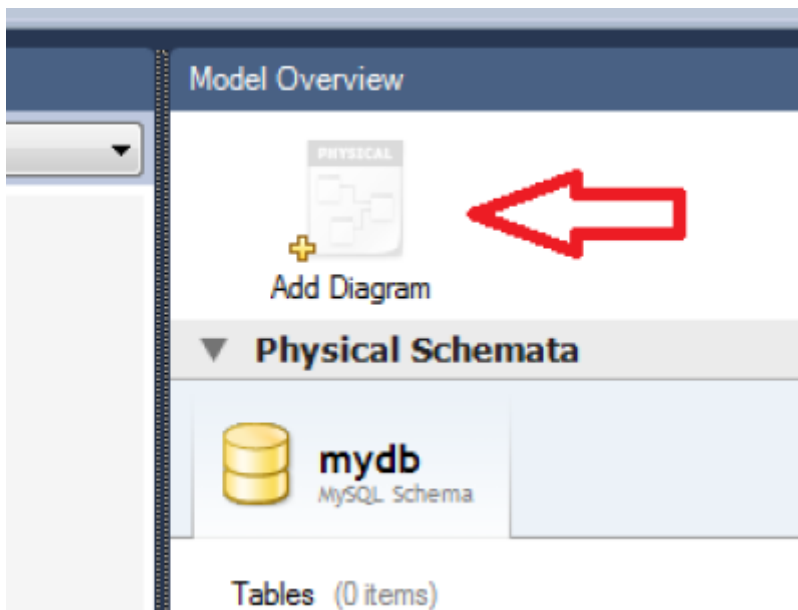 Model Overview
PHYSICAL
Add Diagram
Physical Schemata
mydb
MySQL Schema
Tables (0 items)